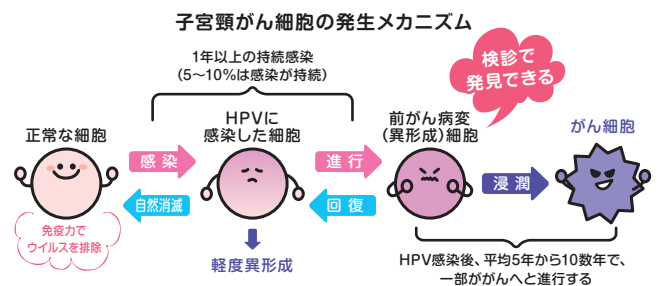 子宮頸がん細胞の発生メカニズム
1年以上の持続感染
(5〜10%は感染が持続)
検診で
発見できる
正常な細胞
HPVに
感染した細胞
前がん病変
(異形成)細胞
がん細胞
感染
進行
浸潤
自然消滅
回復
免疫力で
ウイルスを排除
軽度異形成
HPV感染後、平均5年から10数年で、
一部ががんへと進行する